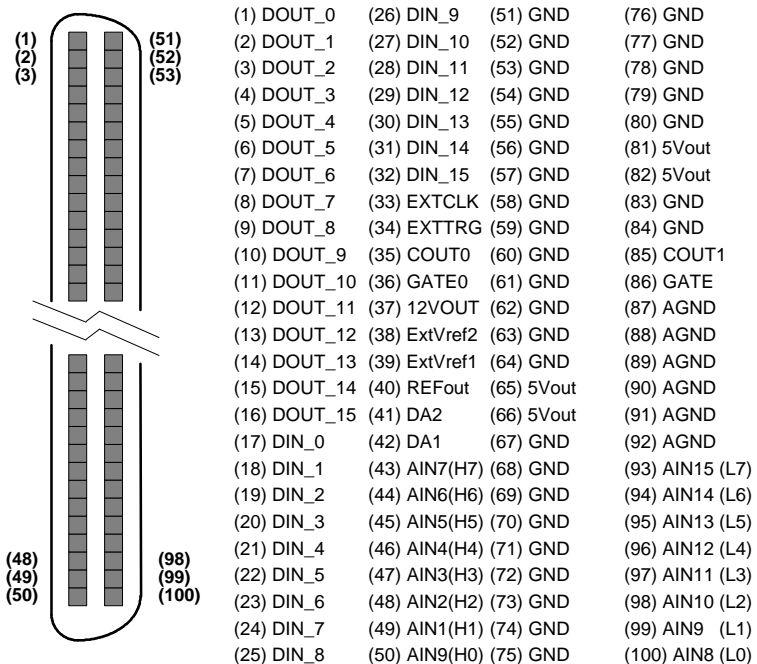 (1) (51)
(2) (52)
(3) (53)
(48) (98)
(49) (99)
(50) (100)
(1) DOUT_0 (26) DIN_9 (51) GND (76) GND
(2) DOUT_1 (27) DIN_10 (52) GND (77) GND
(3) DOUT_2 (28) DIN_11 (53) GND (78) GND
(4) DOUT_3 (29) DIN_12 (54) GND (79) GND
(5) DOUT_4 (30) DIN_13 (55) GND (80) GND
(6) DOUT_5 (31) DIN_14 (56) GND (81) 5Vout
(7) DOUT_6 (32) DIN_15 (57) GND (82) 5Vout
(8) DOUT_7 (33) EXTCLK (58) GND (83) GND
(9) DOUT_8 (34) EXTTRG (59) GND (84) GND
(10) DOUT_9 (35) COUT0 (60) GND (85) COUT1
(11) DOUT_10 (36) GATE0 (61) GND (86) GATE
(12) DOUT_11 (37) 12VOUT (62) GND (87) AGND
(13) DOUT_12 (38) ExtVref2 (63) GND (88) AGND
(14) DOUT_13 (39) ExtVref1 (64) GND (89) AGND
(15) DOUT_14 (40) REFout (65) 5Vout (90) AGND
(16) DOUT_15 (41) DA2 (66) 5Vout (91) AGND
(17) DIN_0 (42) DA1 (67) GND (92) AGND
(18) DIN_1 (43) AIN7(H7) (68) GND (93) AIN15 (L7)
(19) DIN_2 (44) AIN6(H6) (69) GND (94) AIN14 (L6)
(20) DIN_3 (45) AIN5(H5) (70) GND (95) AIN13 (L5)
(21) DIN_4 (46) AIN4(H4) (71) GND (96) AIN12 (L4)
(22) DIN_5 (47) AIN3(H3) (72) GND (97) AIN11 (L3)
(23) DIN_6 (48) AIN2(H2) (73) GND (98) AIN10 (L2)
(24) DIN_7 (49) AIN1(H1) (74) GND (99) AIN9 (L1)
(25) DIN_8 (50) AIN9(H0) (75) GND (100) AIN8 (L0)